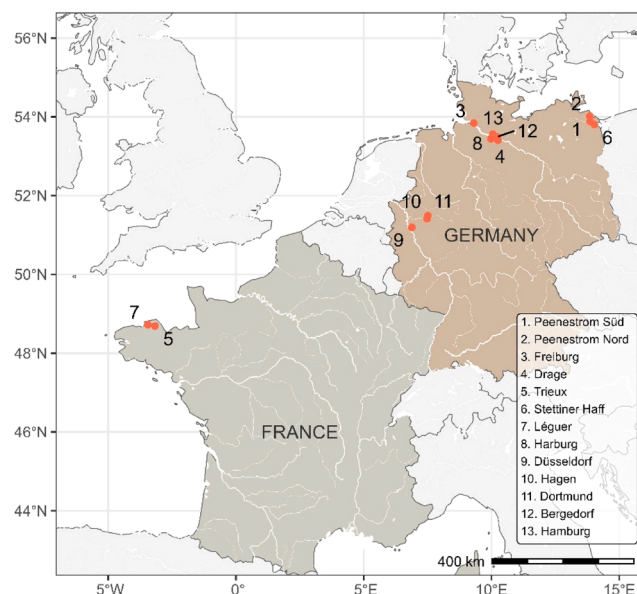 56°N
54°N
52°N
50°N
48°N
46°N
44°N
3
13
2
8
12
4
1
6
10
11
9
GERMANY
7
5
FRANCE
1. Peenestrom Süd
2. Peenestrom Nord
3. Freiburg
4. Drage
5. Trieux
6. Stettiner Haff
7. Léguer
8. Harburg
9. Düsseldorf
10. Hagen
11. Dortmund
12. Bergedorf
13. Hamburg
400 km
5°W
0°
5°E
10°E
15°E